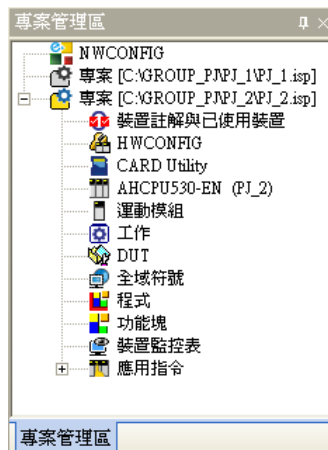 專案管理區
NWCONFIG
專案 [C:\GROUP_PJ\PJ_1\PJ_1.isp]
專案 [C:\GROUP_PJ\PJ_2\PJ_2.isp]
裝置註解與已使用裝置
HWCONFIG
CARD Utility
AHCPU530-EN (PJ_2)
運動模組
工作
DUT
全域符號
程式
功能塊
裝置監控表
應用指令
專案管理區